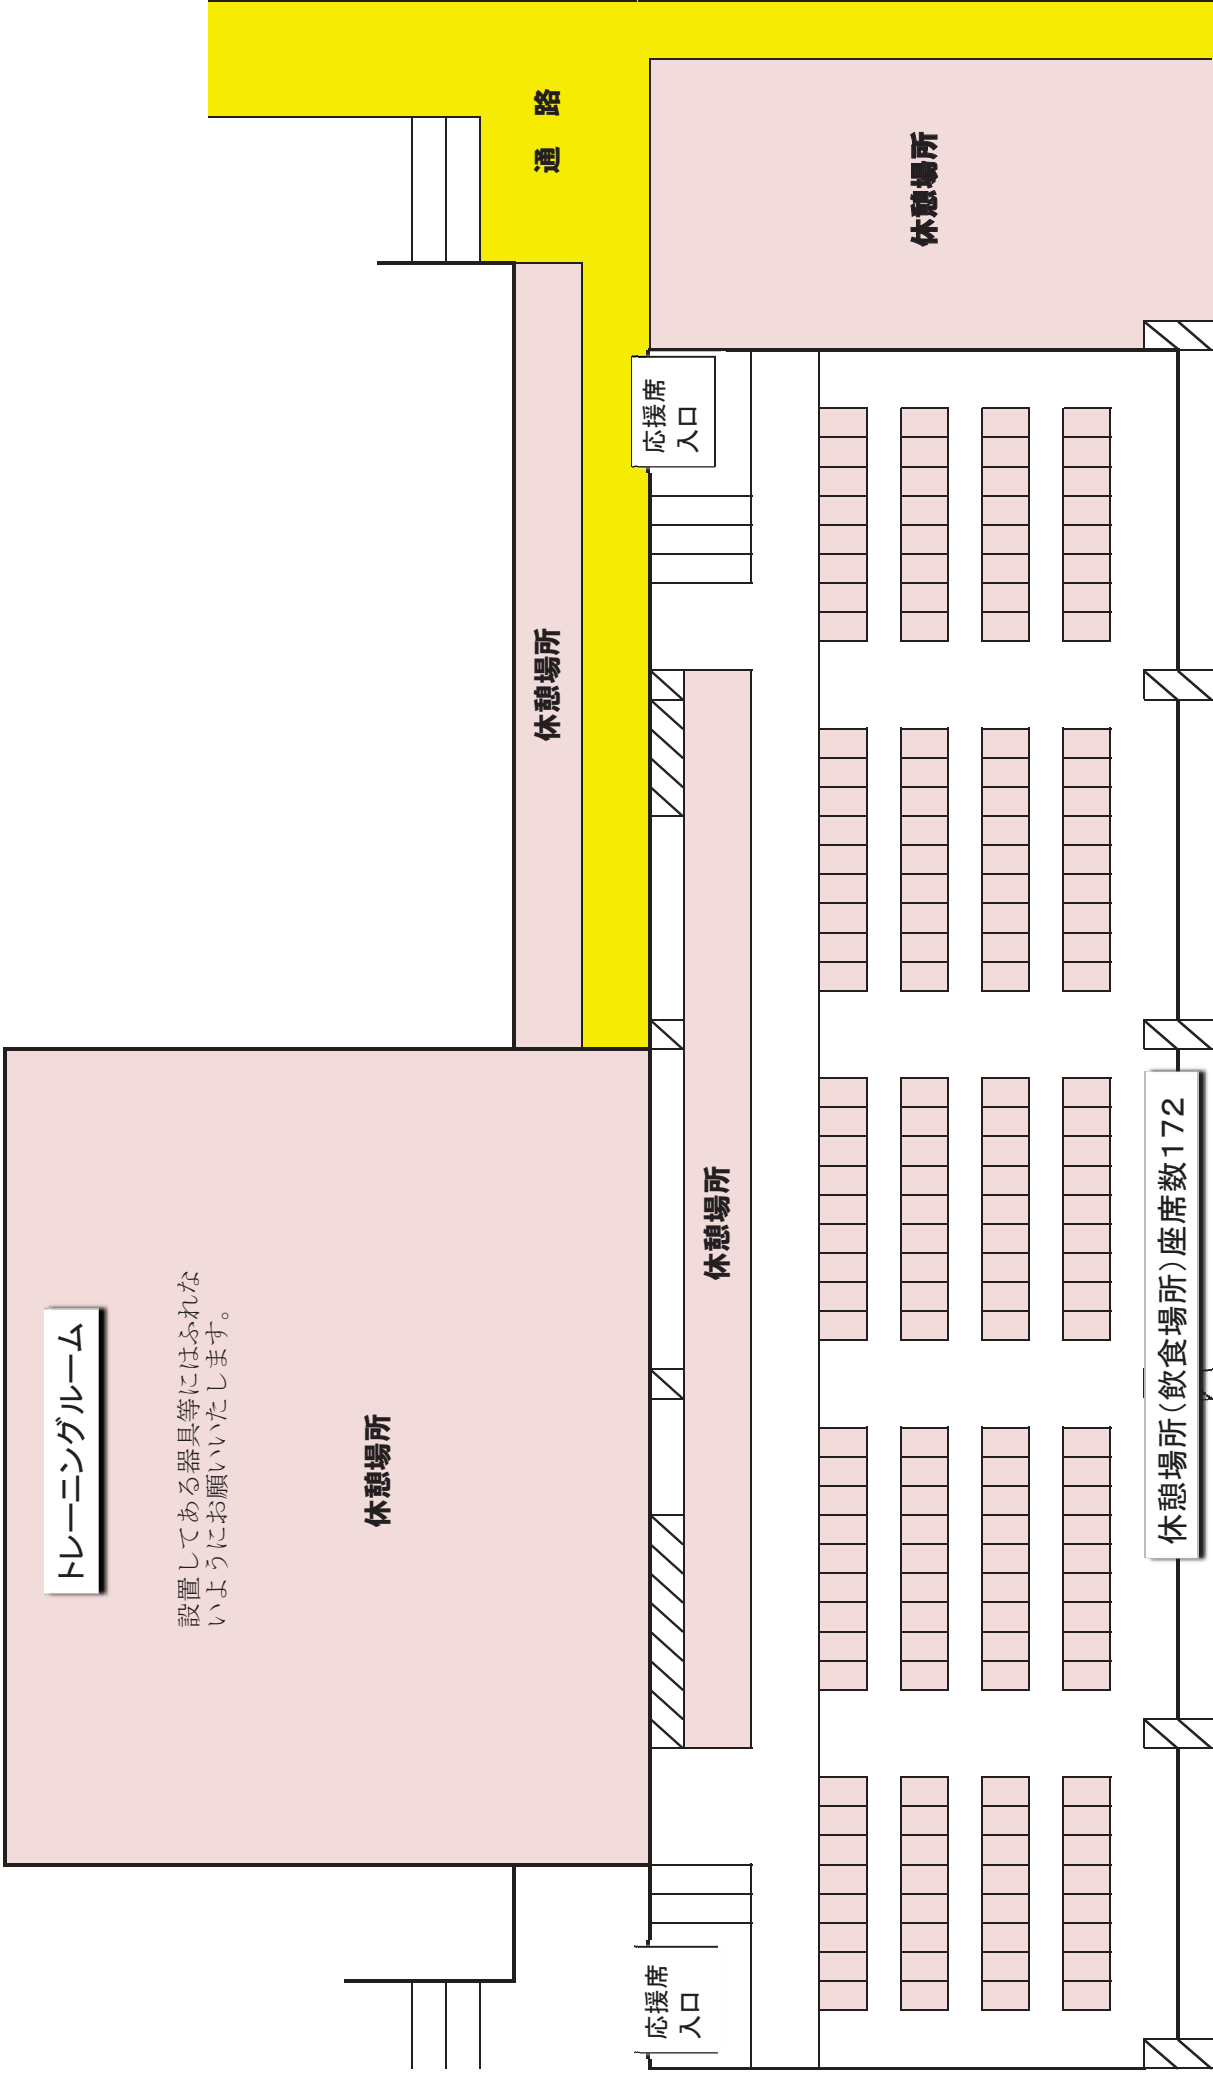 トレーニングルーム
設置してある器具等にはふれな
いようにお願いいたします。
休憩場所
休憩場所
通　路
応援席
入口
応援席
入口
休憩場所
休憩場所
休憩場所（飲食場所）座席数172